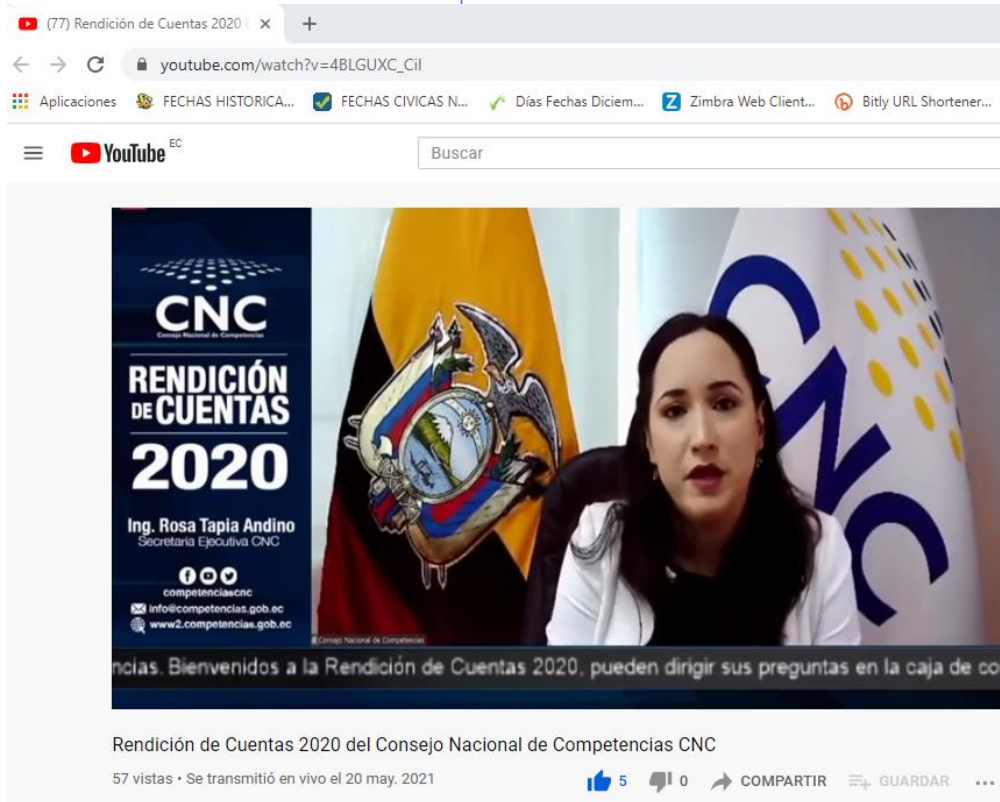 (77) Rendición de Cuentas 2020
youtube.com/watch?v=4BLGUXC_CiI
Aplicaciones FECHAS HISTORICA... FECHAS CIVICAS N... Días Fechas Diciem... Zimbra Web Client... Bitly URL Shortener...
YouTube EC
Buscar
CNC
Consejo Nacional de Competencias
RENDICIÓN
DE CUENTAS
2020
Ing. Rosa Tapia Andino
Secretaria Ejecutiva CNC
competenciascnc
info@competencias.gob.ec
www2.competencias.gob.ec
CNC
Consejo Nacional de Competencias
ncias. Bienvenidos a la Rendición de Cuentas 2020, pueden dirigir sus preguntas en la caja de co
Rendición de Cuentas 2020 del Consejo Nacional de Competencias CNC
57 vistas • Se transmitió en vivo el 20 may. 2021
5 0 COMPARTIR GUARDAR ...